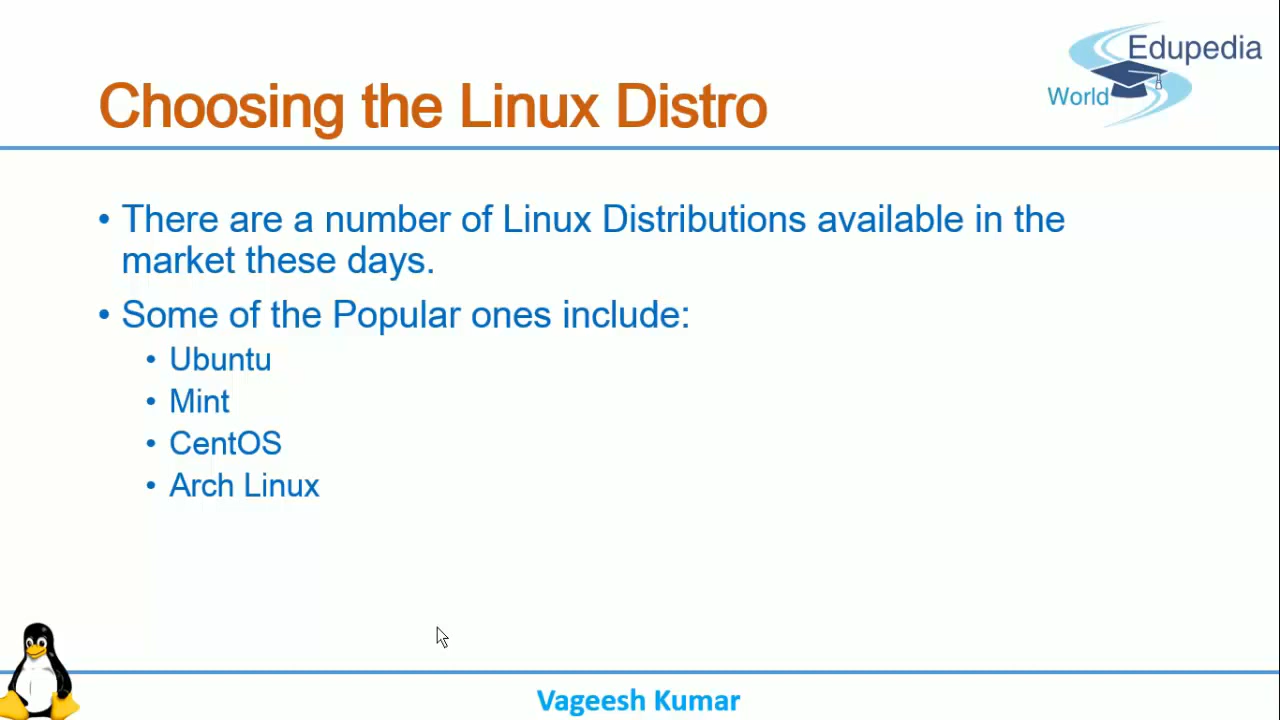 Edupedia
World
Choosing the Linux Distro
• There are a number of Linux Distributions available in the
market these days.
• Some of the Popular ones include:
• Ubuntu
• Mint
• CentOS
• Arch Linux
Vageesh Kumar